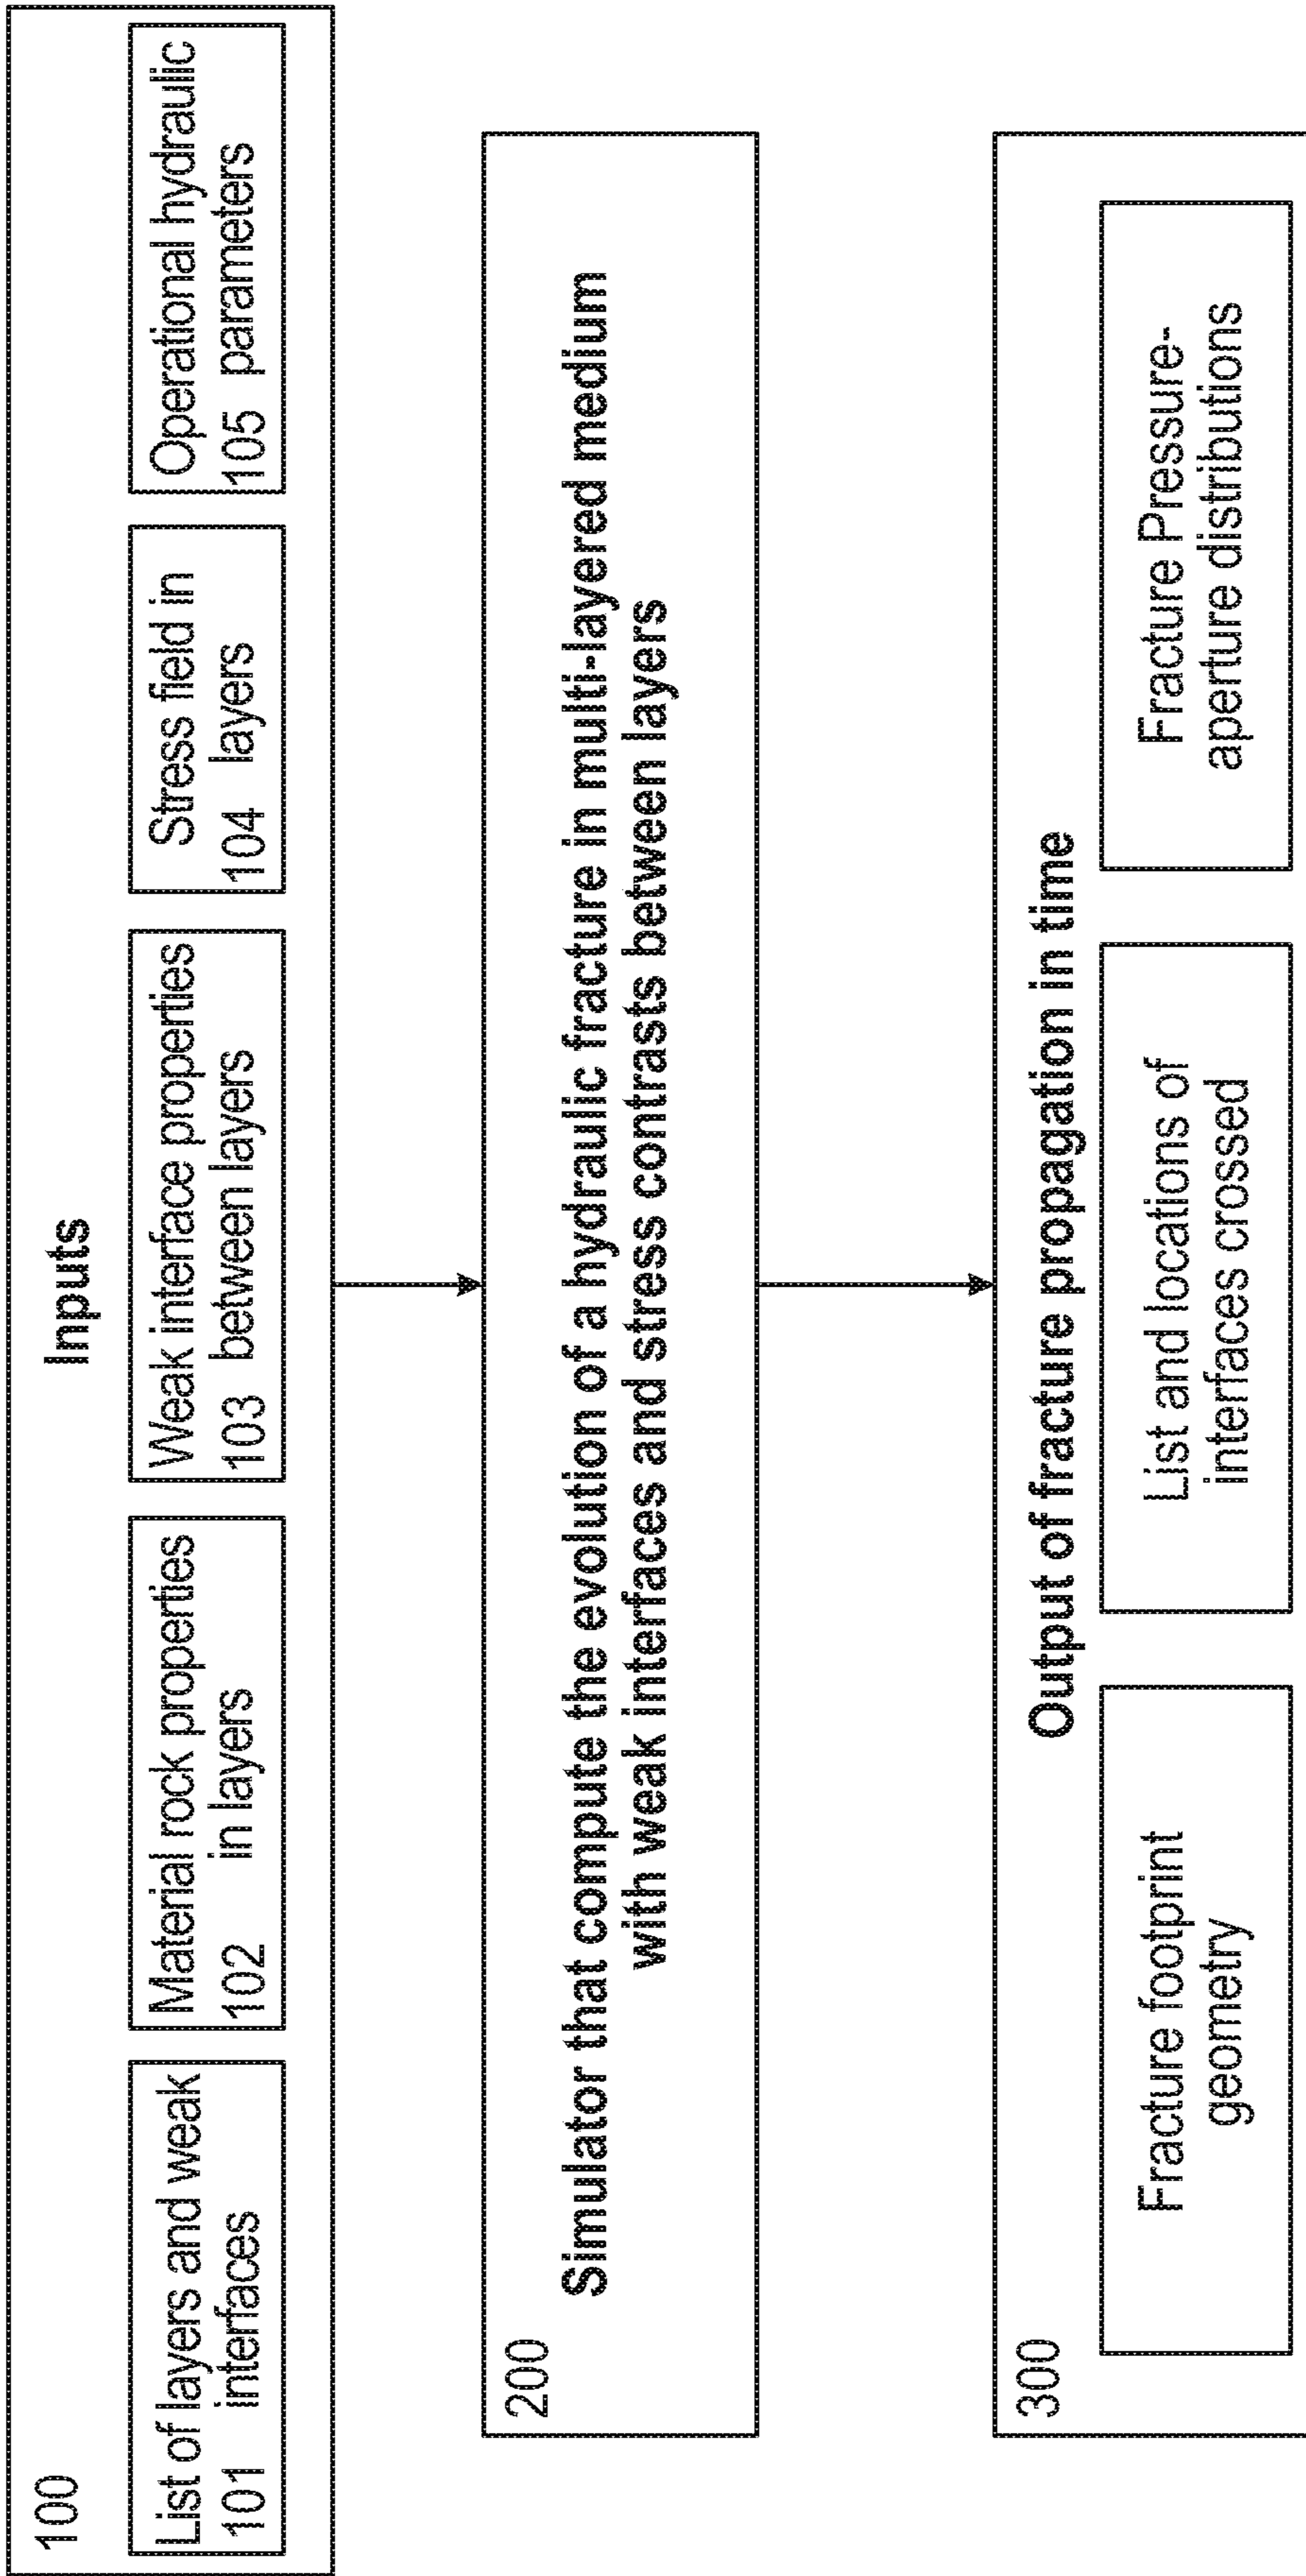 100
Inputs
List of layers and weak
101 interfaces
Material rock properties
102 in layers
Weak interface properties
103 between layers
Stress field in
104 layers
Operational hydraulic
105 parameters
200
Simulator that compute the evolution of a hydraulic fracture in multi-layered medium
with weak interfaces and stress contrasts between layers
300
Output of fracture propagation in time
Fracture footprint
geometry
List and locations of
interfaces crossed
Fracture Pressure-
aperture distributions